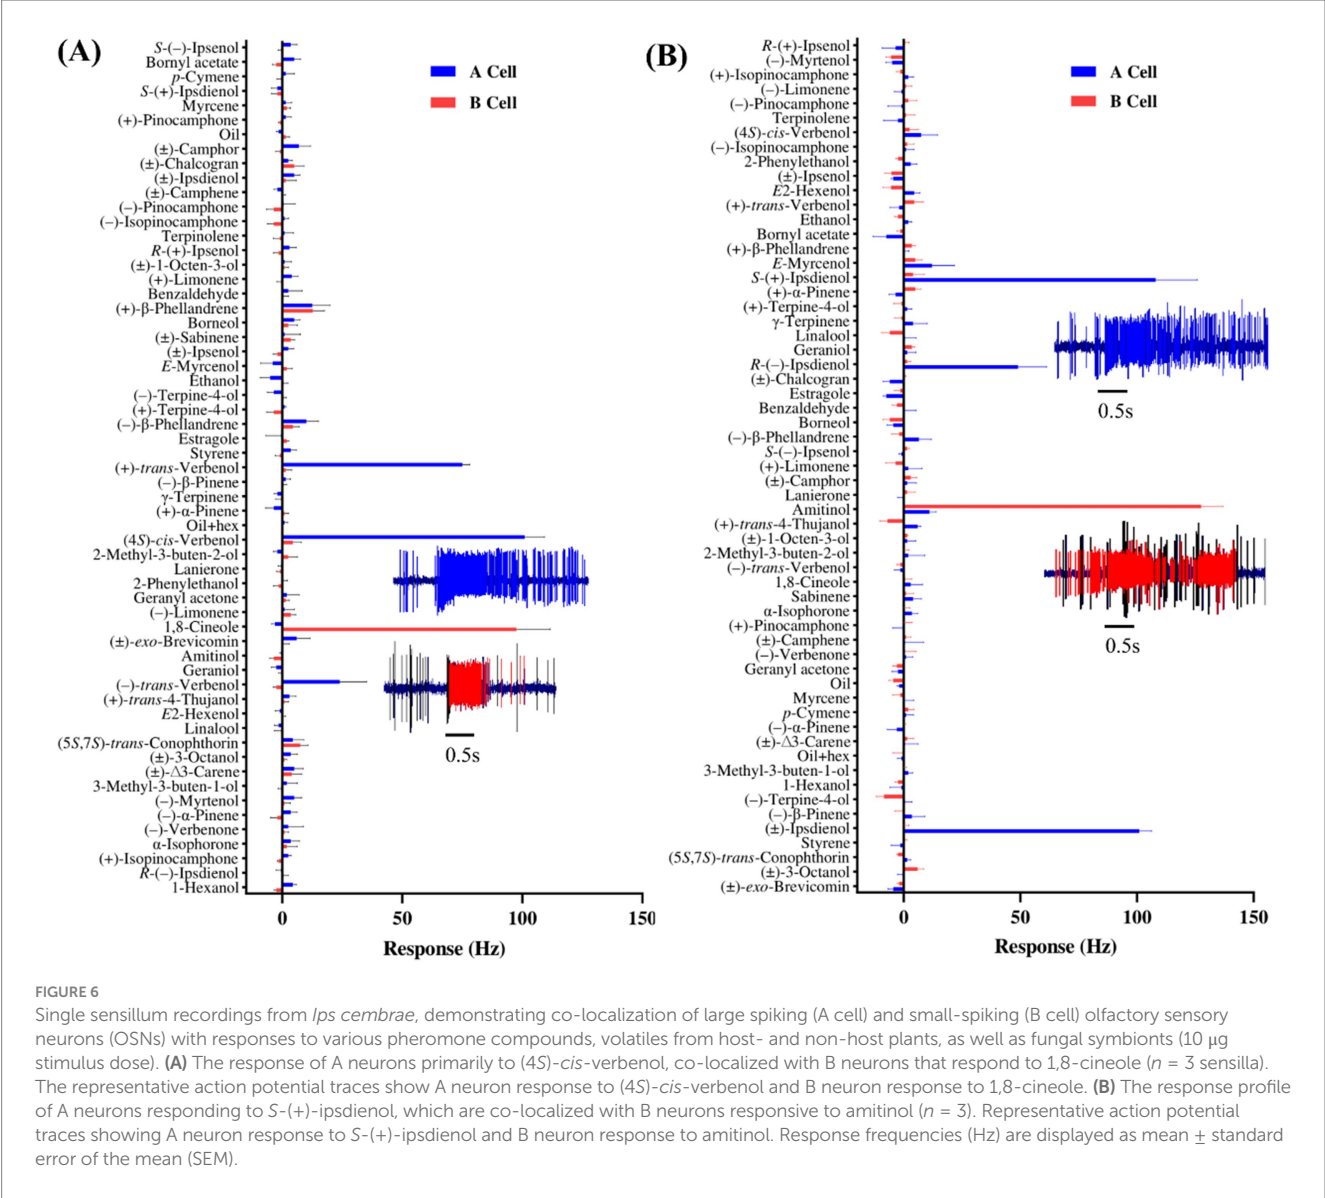 (A)
S-(−)-Ipsenol
Bornyl acetate
p-Cymene
S-(+)-Ipsdienol
Myrcene
(+)-Pinocamphone
Oil
(±)-Camphor
(±)-Chalcogran
(±)-Ipsdienol
(±)-Camphene
(−)-Pinocamphone
(−)-Isopinocamphone
Terpinolene
R-(+)-Ipsenol
(±)-1-Octen-3-ol
(+)-Limonene
Benzaldehyde
(+)-β-Phellandrene
Borneol
(±)-Sabinene
(±)-Ipsenol
E-Myrcenol
Ethanol
(−)-Terpine-4-ol
(+)-Terpine-4-ol
(−)-β-Phellandrene
Estragole
Styrene
(+)-trans-Verbenol
(−)-β-Pinene
γ-Terpinene
(+)-α-Pinene
Oil+hex
(4S)-cis-Verbenol
2-Methyl-3-buten-2-ol
Lanierone
2-Phenylethanol
Geranyl acetone
(−)-Limonene
1,8-Cineole
(±)-exo-Brevicomin
Amitinol
Geraniol
(−)-trans-Verbenol
(+)-trans-4-Thujanol
E2-Hexenol
Linalool
(5S,7S)-trans-Conophthorin
(±)-3-Octanol
(±)-Δ3-Carene
3-Methyl-3-buten-1-ol
(−)-Myrtenol
(−)-α-Pinene
(−)-Verbenone
α-Isophorone
(+)-Isopinocamphone
R-(−)-Ipsdienol
1-Hexanol
A Cell
B Cell
0.5s
0 50 100 150
Response (Hz)
(B)
R-(+)-Ipsenol
(−)-Myrtenol
(+)-Isopinocamphone
(−)-Limonene
(−)-Pinocamphone
Terpinolene
(4S)-cis-Verbenol
(−)-Isopinocamphone
2-Phenylethanol
(±)-Ipsenol
E2-Hexenol
(+)-trans-Verbenol
Ethanol
Bornyl acetate
(+)-β-Phellandrene
E-Myrcenol
S-(+)-Ipsdienol
(+)-α-Pinene
(+)-Terpine-4-ol
γ-Terpinene
Linalool
Geraniol
R-(−)-Ipsdienol
(±)-Chalcogran
Estragole
Benzaldehyde
Borneol
(−)-β-Phellandrene
S-(−)-Ipsenol
(+)-Limonene
(±)-Camphor
Lanierone
Amitinol
(+)-trans-4-Thujanol
(±)-1-Octen-3-ol
2-Methyl-3-buten-2-ol
(−)-trans-Verbenol
1,8-Cineole
Sabinene
α-Isophorone
(+)-Pinocamphone
(±)-Camphene
(−)-Verbenone
Geranyl acetone
Oil
Myrcene
p-Cymene
(−)-α-Pinene
(±)-Δ3-Carene
Oil+hex
3-Methyl-3-buten-1-ol
1-Hexanol
(−)-Terpine-4-ol
(−)-β-Pinene
(±)-Ipsdienol
Styrene
(5S,7S)-trans-Conophthorin
(±)-3-Octanol
(±)-exo-Brevicomin
A Cell
B Cell
0.5s
0.5s
0 50 100 150
Response (Hz)
FIGURE 6
Single sensillum recordings from Ips cembrae, demonstrating co-localization of large spiking (A cell) and small-spiking (B cell) olfactory sensory
neurons (OSNs) with responses to various pheromone compounds, volatiles from host- and non-host plants, as well as fungal symbionts (10 μg
stimulus dose). (A) The response of A neurons primarily to (4S)-cis-verbenol, co-localized with B neurons that respond to 1,8-cineole (n = 3 sensilla).
The representative action potential traces show A neuron response to (4S)-cis-verbenol and B neuron response to 1,8-cineole. (B) The response profile
of A neurons responding to S-(+)-ipsdienol, which are co-localized with B neurons responsive to amitinol (n = 3). Representative action potential
traces showing A neuron response to S-(+)-ipsdienol and B neuron response to amitinol. Response frequencies (Hz) are displayed as mean ± standard
error of the mean (SEM).